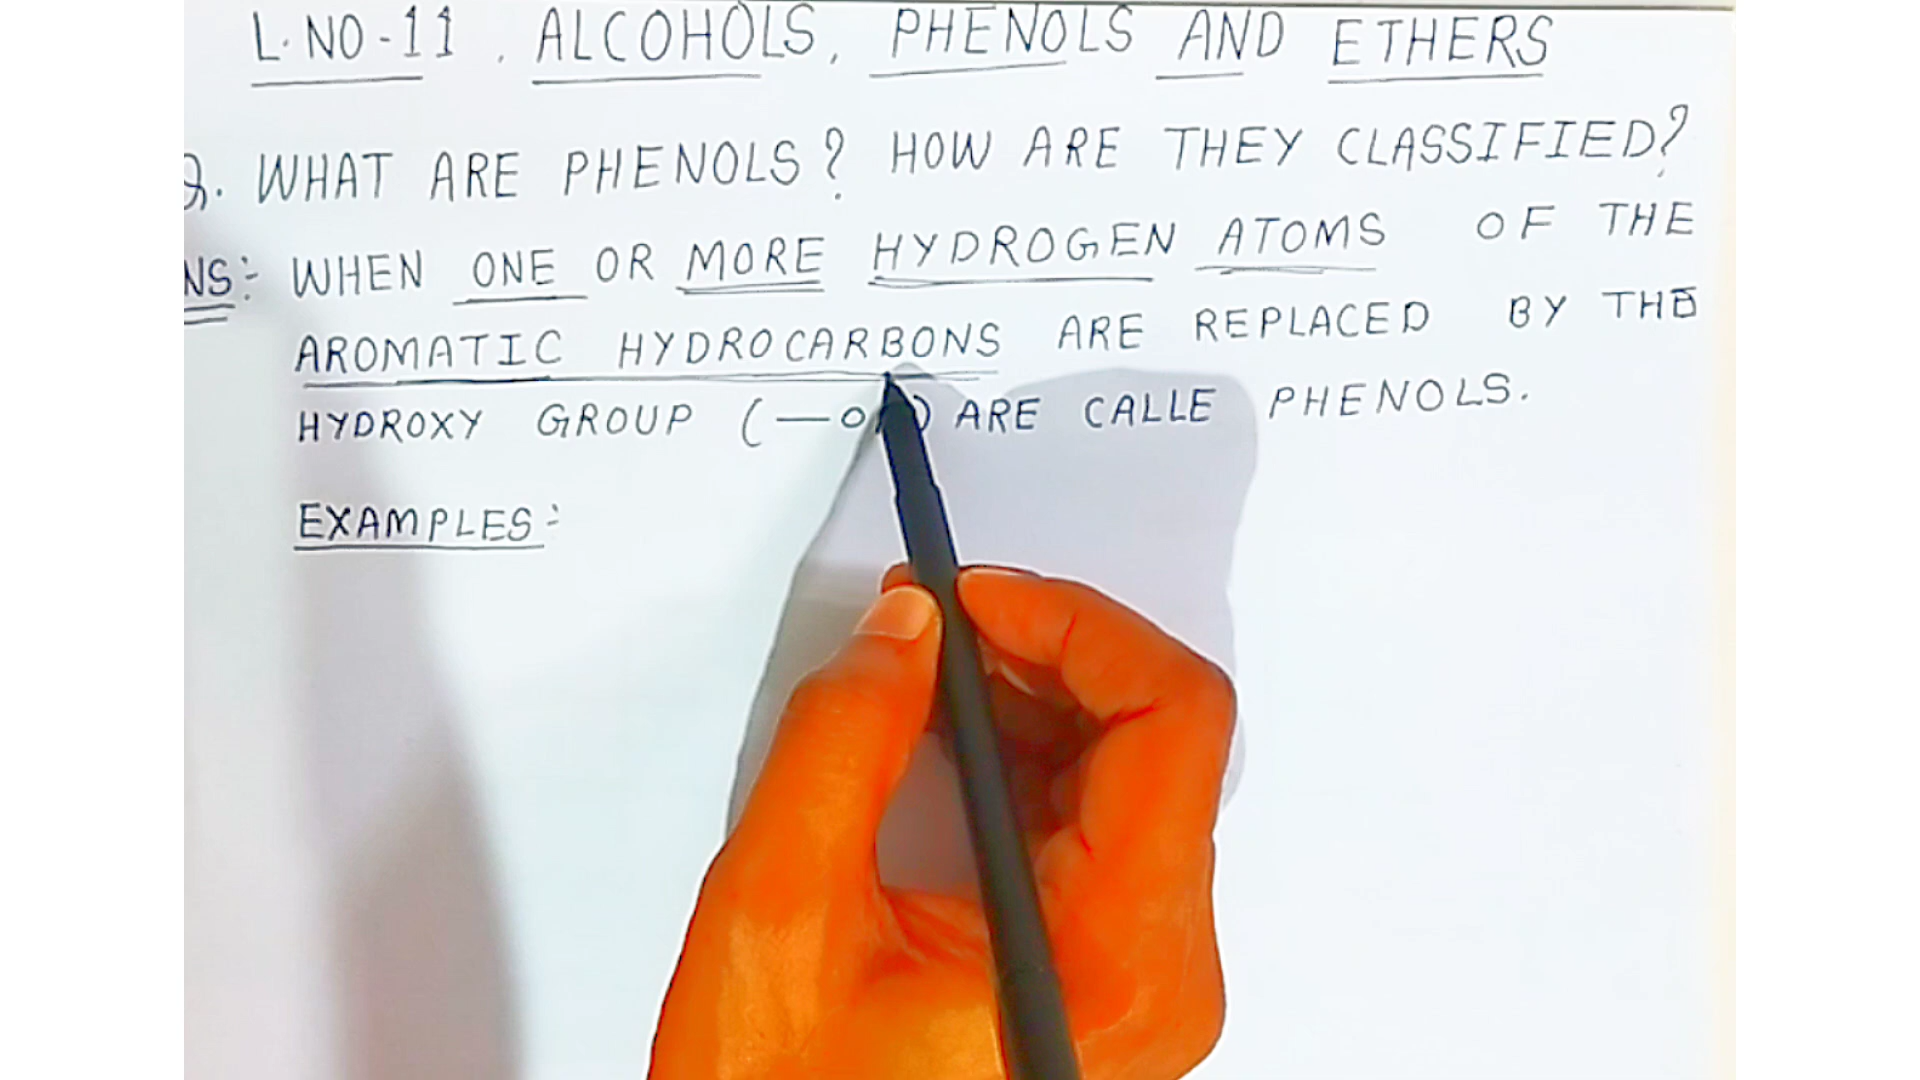 L.NO-11, ALCOHOLS, PHENOLS AND ETHERS
Q. WHAT ARE PHENOLS? HOW ARE THEY CLASSIFIED?
NS:- WHEN ONE OR MORE HYDROGEN ATOMS OF THE
AROMATIC HYDROCARBONS ARE REPLACED BY THE
HYDROXY GROUP (—O ) ARE CALLE PHENOLS.
EXAMPLES:-